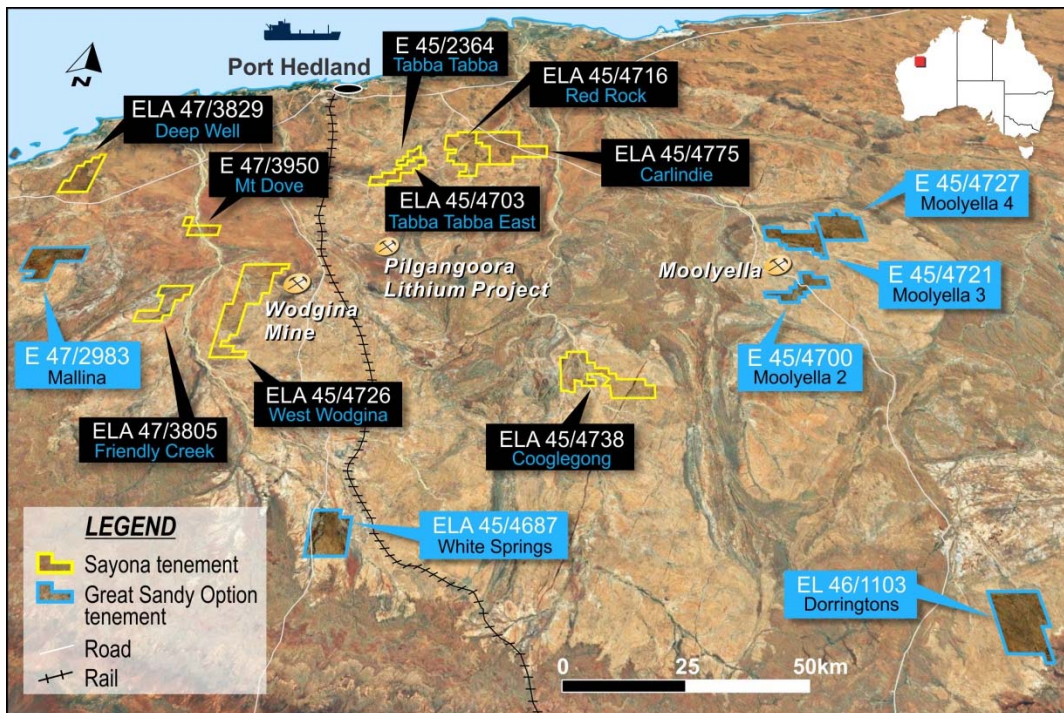 N
Port Hedland
E 45/2364
Tabba Tabba
ELA 45/4716
Red Rock
ELA 47/3829
Deep Well
E 47/3950
Mt Dove
ELA 45/4775
Carlindie
ELA 45/4703
Tabba Tabba East
E 45/4727
Moolyella 4
Pilgangoora
Lithium Project
Moolyella
E 45/4721
Moolyella 3
Wodgina
Mine
E 47/2983
Mallina
E 45/4700
Moolyella 2
ELA 45/4726
West Wodgina
ELA 47/3805
Friendly Creek
ELA 45/4738
Cooglegong
LEGEND
Sayona tenement
Great Sandy Option
tenement
Road
Rail
ELA 45/4687
White Springs
EL 46/1103
Dorringtons
0 25 50km